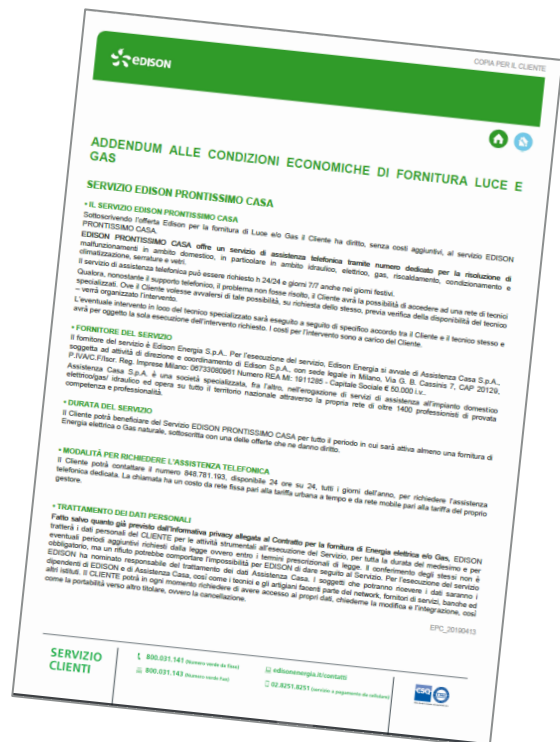 COPIA PER IL CLIENTE
EDISON
ADDENDUM ALLE CONDIZIONI ECONOMICHE DI FORNITURA LUCE E
GAS
SERVIZIO EDISON PRONTISSIMO CASA
• IL SERVIZIO EDISON PRONTISSIMO CASA
Sottoscrivendo l'offerta Edison per la fornitura di Luce e/o Gas il Cliente ha diritto, senza costi aggiuntivi, al servizio EDISON
PRONTISSIMO CASA.
EDISON PRONTISSIMO CASA offre un servizio di assistenza telefonica tramite numero dedicato per la risoluzione di
malfunzionamenti in ambito domestico, in particolare in ambito idraulico, elettrico, gas, riscaldamento, condizionamento e
climatizzazione, serrature e vetri.
Il servizio di assistenza telefonica può essere richiesto h 24/24 e giorni 7/7 anche nei giorni festivi.
Qualora, nonostante il supporto telefonico, il problema non fosse risolto, il Cliente avrà la possibilità di accedere ad una rete di tecnici
specializzati. Ove il Cliente volesse avvalersi di tale possibilità, su richiesta dello stesso, previa verifica della disponibilità del tecnico
– verrà organizzato l'intervento.
L'eventuale intervento in loco del tecnico specializzato sarà eseguito a seguito di specifico accordo tra il Cliente e il tecnico stesso e
avrà per oggetto la sola esecuzione dell'intervento richiesto. I costi per l'intervento sono a carico del Cliente.
• FORNITORE DEL SERVIZIO
Il fornitore del servizio è Edison Energia S.p.A.. Per l'esecuzione del servizio, Edison Energia si avvale di Assistenza Casa S.p.A.,
soggetta ad attività di direzione e coordinamento di Edison S.p.A., con sede legale in Milano, Via G. B. Cassinis 7, CAP 20129,
P.IVA/C.F/Iscr. Reg. Imprese Milano: 06733080961 Numero REA MI: 1911285 - Capitale Sociale € 50.000 i.v..
Assistenza Casa S.p.A. è una società specializzata, fra l'altro, nell'erogazione di servizi di assistenza all'impianto domestico
elettrico/gas/ idraulico ed opera su tutto il territorio nazionale attraverso la propria rete di oltre 1400 professionisti di provata
competenza e professionalità.
• DURATA DEL SERVIZIO
Il Cliente potrà beneficiare del Servizio EDISON PRONTISSIMO CASA per tutto il periodo in cui sarà attiva almeno una fornitura di
Energia elettrica o Gas naturale, sottoscritta con una delle offerte che ne danno diritto.
• MODALITÀ PER RICHIEDERE L'ASSISTENZA TELEFONICA
Il Cliente potrà contattare il numero 848.781.193, disponibile 24 ore su 24, tutti i giorni dell'anno, per richiedere l'assistenza
telefonica dedicata. La chiamata ha un costo da rete fissa pari alla tariffa urbana a tempo e da rete mobile pari alla tariffa del proprio
gestore.
• TRATTAMENTO DEI DATI PERSONALI
Fatto salvo quanto già previsto dall'Informativa privacy allegata al Contratto per la fornitura di Energia elettrica e/o Gas, EDISON
tratterà i dati personali del CLIENTE per le attività strumentali all'esecuzione del Servizio, per tutta la durata del medesimo e per
eventuali periodi aggiuntivi richiesti dalla legge ovvero entro i termini prescrizionali di legge. Il conferimento degli stessi non è
obbligatorio, ma un rifiuto potrebbe comportare l'impossibilità per EDISON di dare seguito al Servizio. Per l'esecuzione del servizio
EDISON ha nominato responsabile del trattamento dei dati Assistenza Casa. I soggetti che potranno ricevere i dati saranno i
dipendenti di EDISON e di Assistenza Casa, così come i tecnici e gli artigiani facenti parte del network, fornitori di servizi, banche ed
altri istituti. Il CLIENTE potrà in ogni momento richiedere di avere accesso ai propri dati, chiederne la modifica e l'integrazione, così
come la portabilità verso altro titolare, ovvero la cancellazione.
EPC_20190413
SERVIZIO
CLIENTI
800.031.141 (Numero verde da fisso)
800.031.143 (Numero verde Fax)
edisonenergia.it/contatti
02.8251.8251 (servizio a pagamento da cellulare)
CSQ